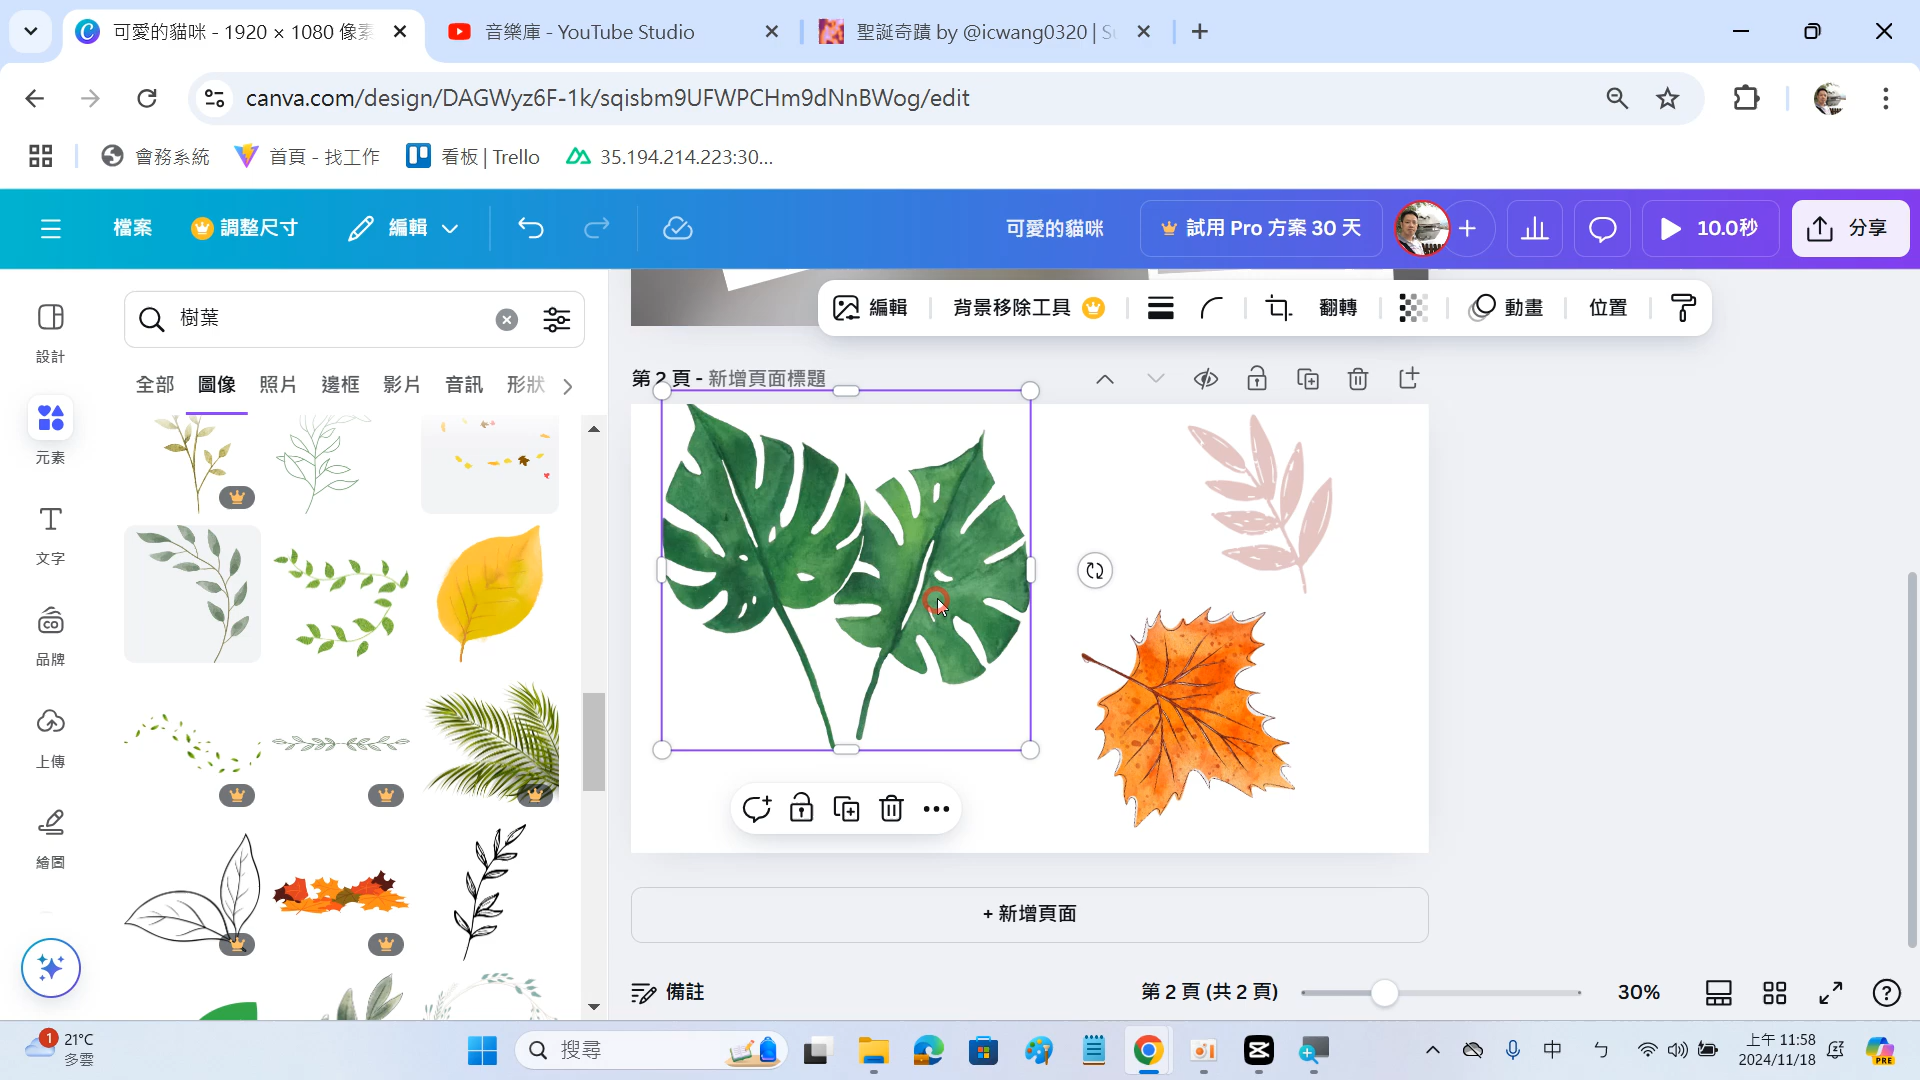 可愛的貓咪 - 1920 × 1080 像素
音樂庫 - YouTube Studio
聖誕奇蹟 by @icwang0320 | Su
canva.com/design/DAGWyz6F-1k/sqisbm9UFWPCHm9dNnBWog/edit
會務系統
首頁 - 找工作
看板 | Trello
35.194.214.223:30...
檔案
調整尺寸
編輯
可愛的貓咪
試用 Pro 方案 30 天
10.0秒
分享
樹葉
編輯
背景移除工具
翻轉
動畫
位置
設計
元素
文字
品牌
上傳
繪圖
全部
圖像
照片
邊框
影片
音訊
形狀
第 2 頁 - 新增頁面標題
+ 新增頁面
備註
第 2 頁 (共 2 頁)
30%
1
21°C
多雲
搜尋
中
ㄅ
上午 11:58
2024/11/18
PRE